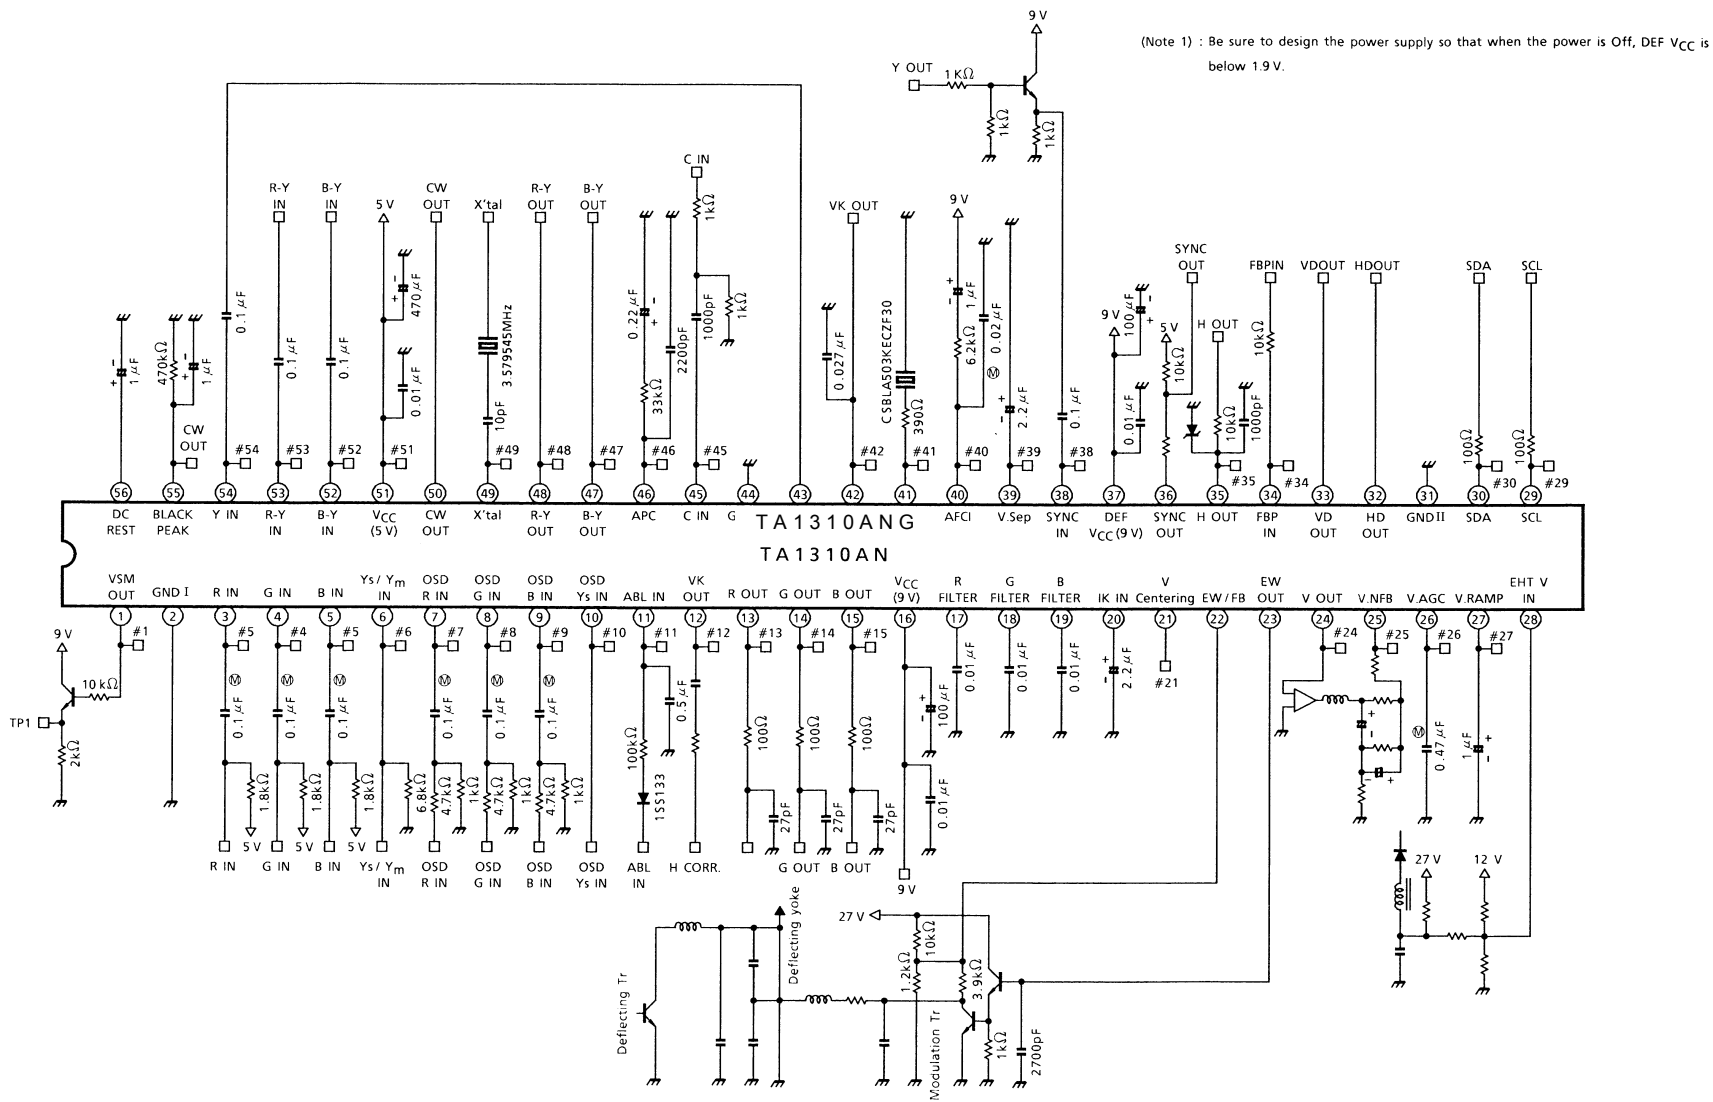 (Note 1) : Be sure to design the power supply so that when the power is Off, DEF VCC is
below 1.9 V.
9 V
Y OUT
1 KΩ
1kΩ
1kΩ
C IN
1kΩ
R-Y
IN
B-Y
IN
5 V
CW
OUT
X'tal
R-Y
OUT
B-Y
OUT
VK OUT
9 V
SYNC
OUT
FBPIN
VDOUT
HDOUT
SDA
SCL
1 μF
470kΩ
1 μF
CW
OUT
0.1 μF
0.1 μF
0.1 μF
470 μF
0.01 μF
3.579545MHz
10pF
0.22 μF
33kΩ
2200pF
1000pF
1kΩ
0.027 μF
CSBLA503KECZF30
390Ω
1 μF
6.2kΩ
0.02 μF
M
2.2 μF
0.1 μF
9 V
100 μF
0.01 μF
5 V
10kΩ
H OUT
10kΩ
1000pF
10kΩ
100Ω
100Ω
#54
#53
#52
#51
#49
#48
#47
#46
#45
#42
#41
#40
#39
#38
#35
#34
#30
#29
56 55 54 53 52 51 50 49 48 47 46 45 44 43 42 41 40 39 38 37 36 35 34 33 32 31 30 29
DC
REST
BLACK
PEAK
Y IN
R-Y
IN
B-Y
IN
VCC
(5 V)
CW
OUT
X'tal
R-Y
OUT
B-Y
OUT
APC
C IN
G
AFCI
V.Sep
SYNC
IN
DEF
VCC (9 V)
SYNC
OUT
H OUT
FBP
IN
VD
OUT
HD
OUT
GND II
SDA
SCL
TA1310ANG
TA1310AN
VSM
OUT
GND I
R IN
G IN
B IN
Ys / Ym
IN
OSD
R IN
OSD
G IN
OSD
B IN
OSD
Ys IN
ABL IN
VK
OUT
R OUT
G OUT
B OUT
VCC
(9 V)
R
FILTER
G
FILTER
B
FILTER
IK IN
V
Centering
EW / FB
EW
OUT
V OUT
V.NFB
V.AGC
V.RAMP
EHT V
IN
1 2 3 4 5 6 7 8 9 10 11 12 13 14 15 16 17 18 19 20 21 22 23 24 25 26 27 28
#1
#5
#4
#5
#6
#7
#8
#9
#10
#11
#12
#13
#14
#15
#21
#24
#25
#26
#27
9 V
10 kΩ
TP1
2kΩ
M
0.1 μF
1.8kΩ
5 V
R IN
M
0.1 μF
1.8kΩ
5 V
G IN
M
0.1 μF
1.8kΩ
5 V
B IN
6.8kΩ
Ys / Ym
IN
M
0.1 μF
4.7kΩ
1kΩ
OSD
R IN
M
0.1 μF
4.7kΩ
1kΩ
OSD
G IN
M
0.1 μF
4.7kΩ
1kΩ
OSD
B IN
OSD
Ys IN
0.5 μF
100kΩ
1SS133
ABL
IN
H CORR.
100Ω
27pF
100Ω
27pF
G OUT
100Ω
27pF
B OUT
100 μF
0.01 μF
9 V
0.01 μF
0.01 μF
0.01 μF
2.2 μF
M
0.47 μF
1 μF
27 V
12 V
Deflecting yoke
Deflecting Tr
27 V
10kΩ
1.2kΩ
3.9kΩ
Modulation Tr
1kΩ
2700pF